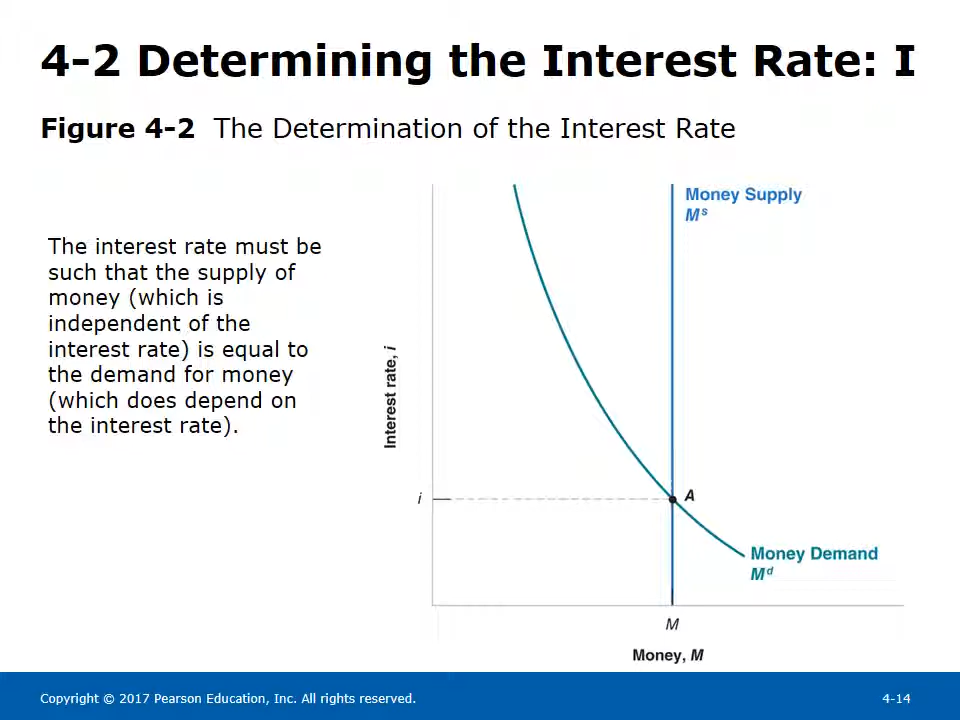 4-2 Determining the Interest Rate: I
Figure 4-2 The Determination of the Interest Rate
The interest rate must be
such that the supply of
money (which is
independent of the
interest rate) is equal to
the demand for money
(which does depend on
the interest rate).
Money Supply
Mˢ
Interest rate, i
i
A
Money Demand
Mᵈ
M
Money, M
Copyright © 2017 Pearson Education, Inc. All rights reserved.
4-14